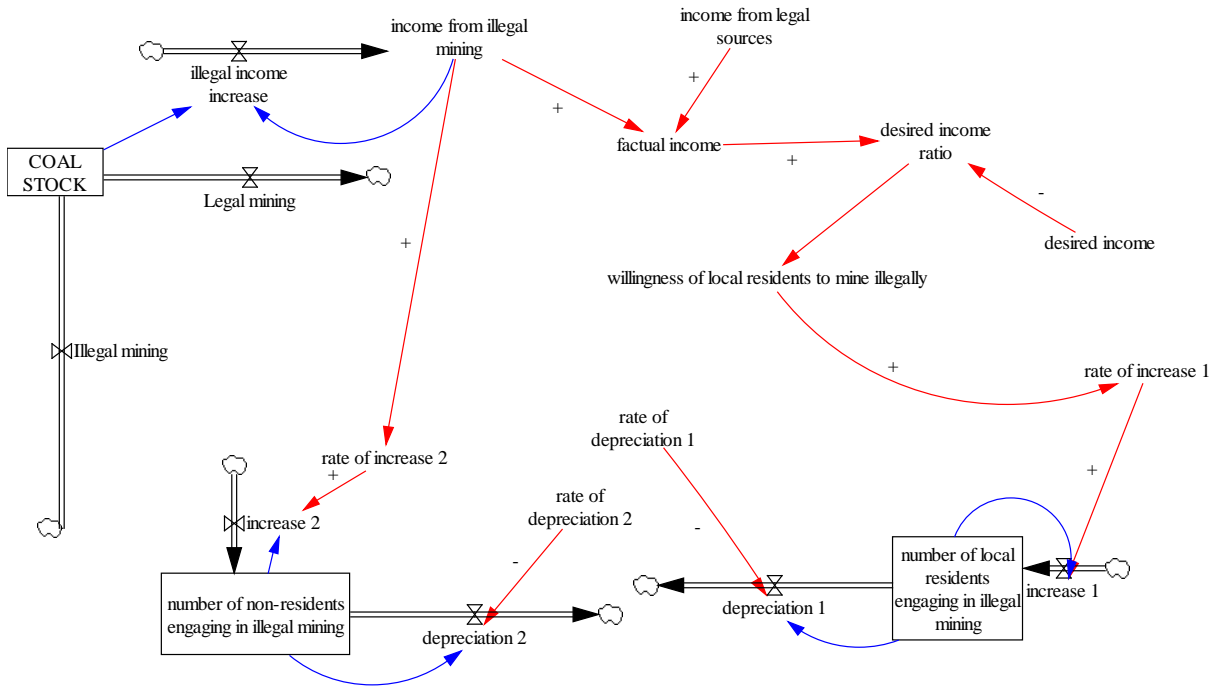 income from illegal
mining
income from legal
sources
illegal income
increase
+
+
factual income
+
desired income
ratio
COAL
STOCK
Legal mining
-
desired income
+
willingness of local residents to mine illegally
Illegal mining
+
rate of increase 1
rate of
depreciation 1
rate of increase 2
+
+
rate of
depreciation 2
increase 2
-
-
number of local
residents
engaging in illegal
mining
increase 1
number of non-residents
engaging in illegal mining
depreciation 2
depreciation 1